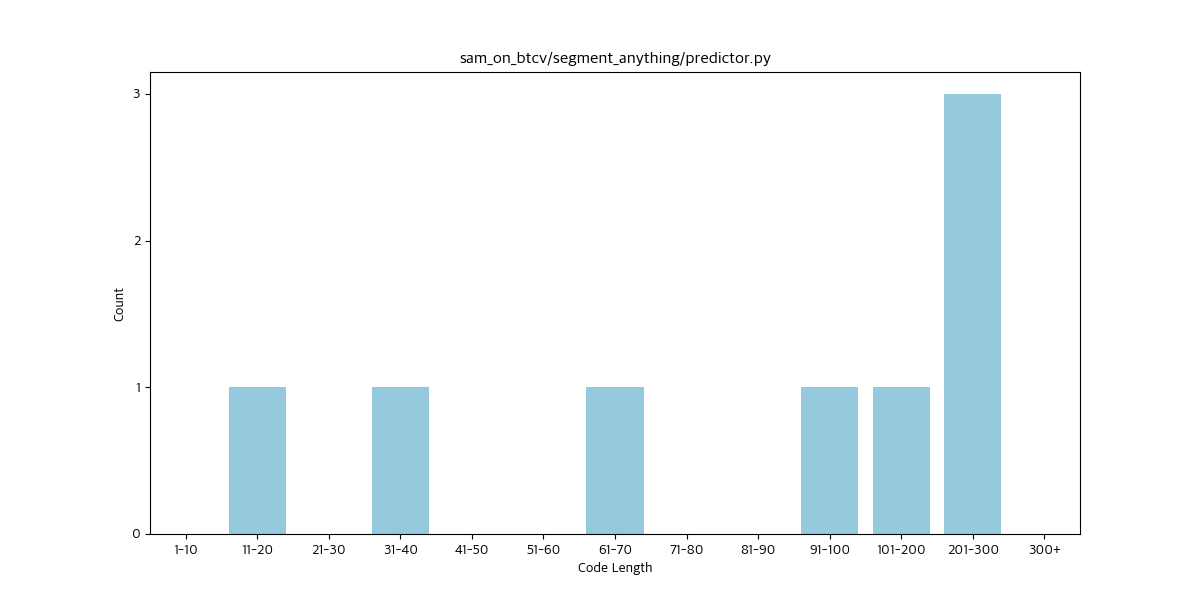 sam_on_btcv/segment_anything/predictor.py
3
2
1
0
Count
1-10 11-20 21-30 31-40 41-50 51-60 61-70 71-80 81-90 91-100 101-200 201-300 300+
Code Length